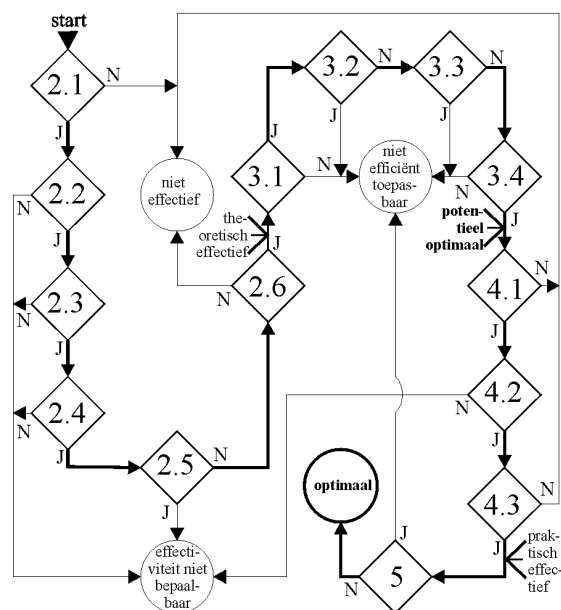 start
2.1
N
J
2.2
N
J
2.3
N
J
2.4
N
J
2.5
N
J
effecti-
viteit niet
bepaal-
baar
niet
effectief
2.6
N
J
the-
oretisch
effectief
3.1
N
J
3.2
N
J
3.3
N
J
niet
efficiënt
toepas-
baar
3.4
N
J
poten-
tieel
optimaal
4.1
N
J
4.2
N
J
4.3
N
J
prak-
tisch
effec-
tief
5
J
N
optimaal